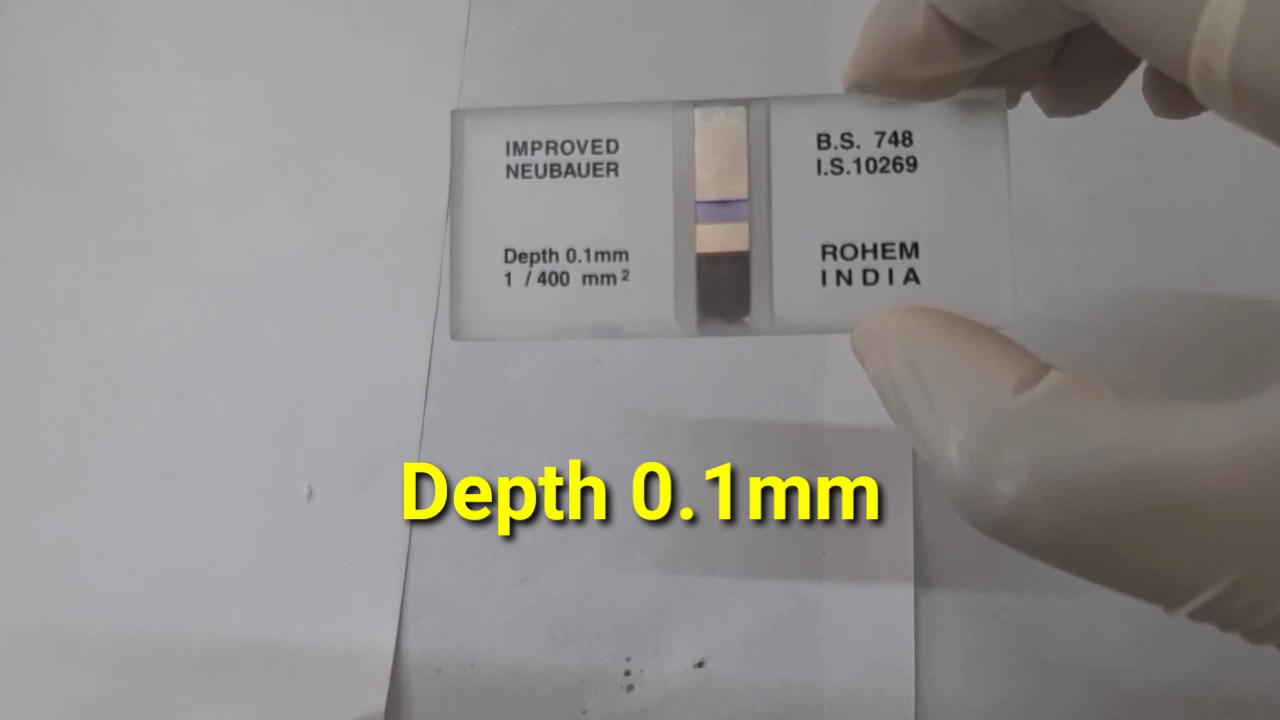 IMPROVED
NEUBAUER
Depth 0.1mm
1 /400 mm²
B.S. 748
I.S.10269
ROHEM
INDIA
Depth 0.1mm